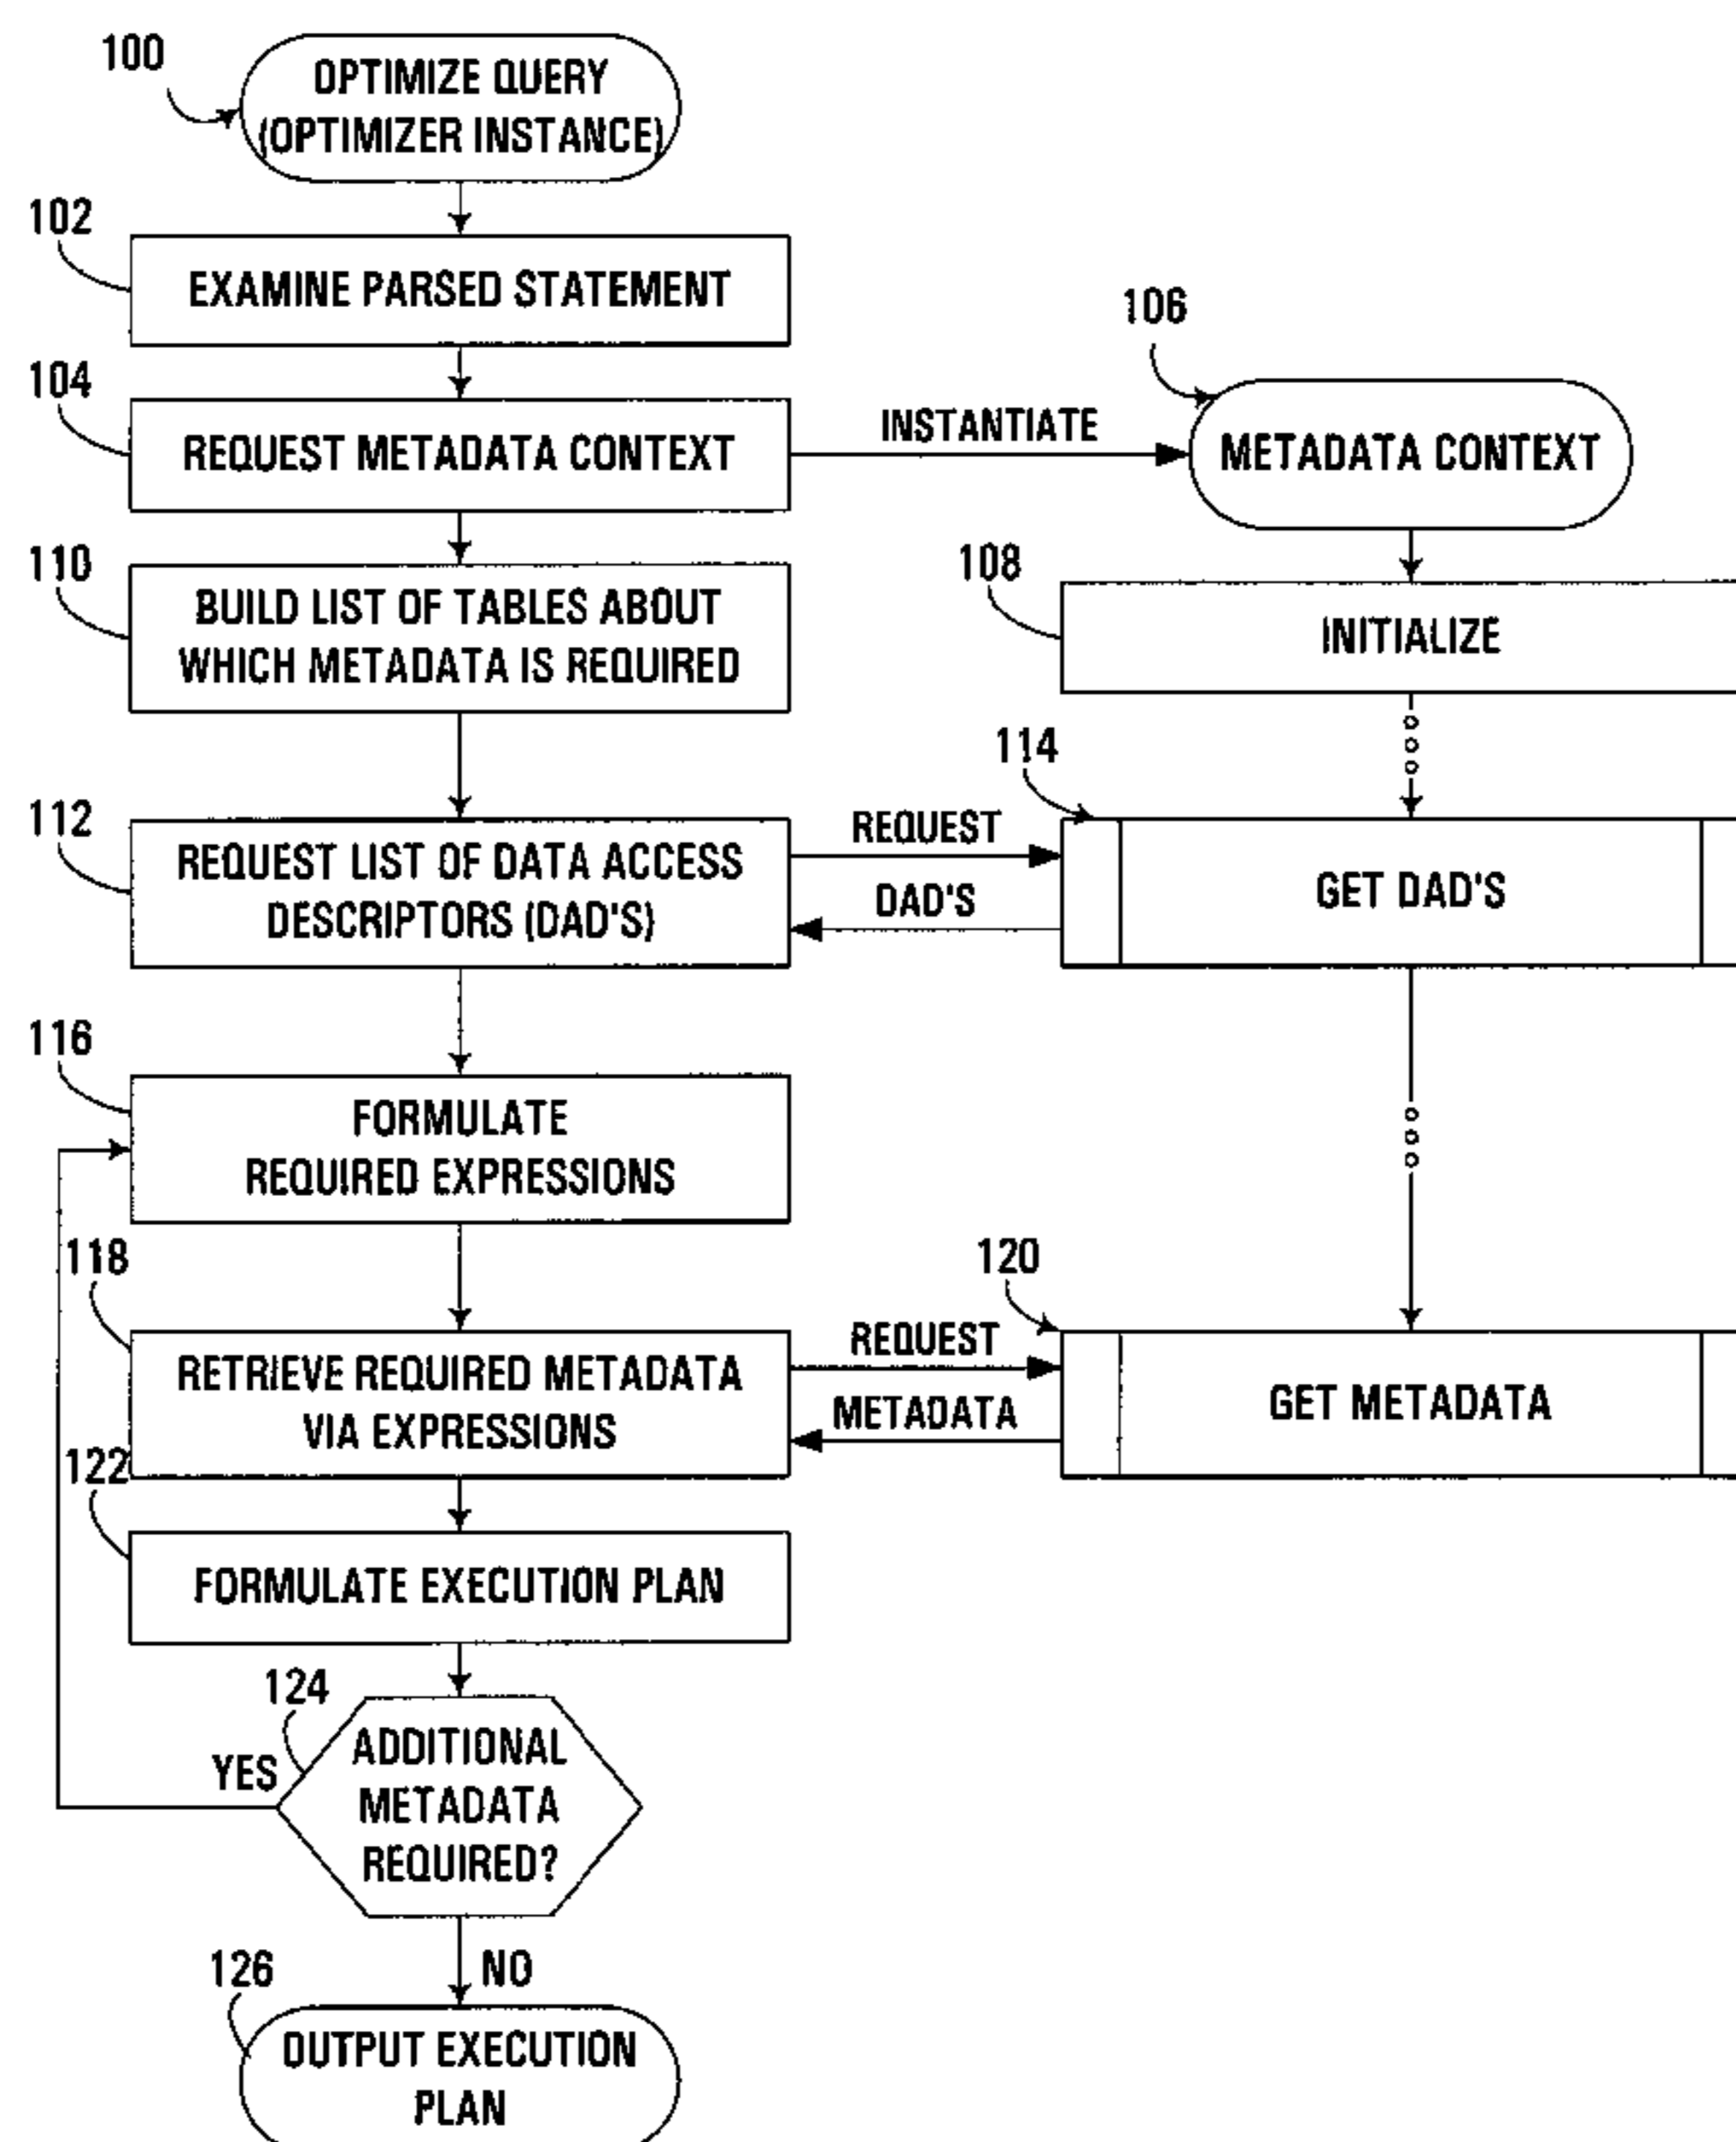 100
OPTIMIZE QUERY
(OPTIMIZER INSTANCE)
102
EXAMINE PARSED STATEMENT
104
REQUEST METADATA CONTEXT
INSTANTIATE
106
METADATA CONTEXT
110
BUILD LIST OF TABLES ABOUT
WHICH METADATA IS REQUIRED
108
INITIALIZE
112
REQUEST LIST OF DATA ACCESS
DESCRIPTORS (DAD'S)
REQUEST
DAD'S
114
GET DAD'S
116
FORMULATE
REQUIRED EXPRESSIONS
118
RETRIEVE REQUIRED METADATA
VIA EXPRESSIONS
REQUEST
METADATA
120
GET METADATA
122
FORMULATE EXECUTION PLAN
124
ADDITIONAL
METADATA
REQUIRED?
YES
NO
126
OUTPUT EXECUTION
PLAN